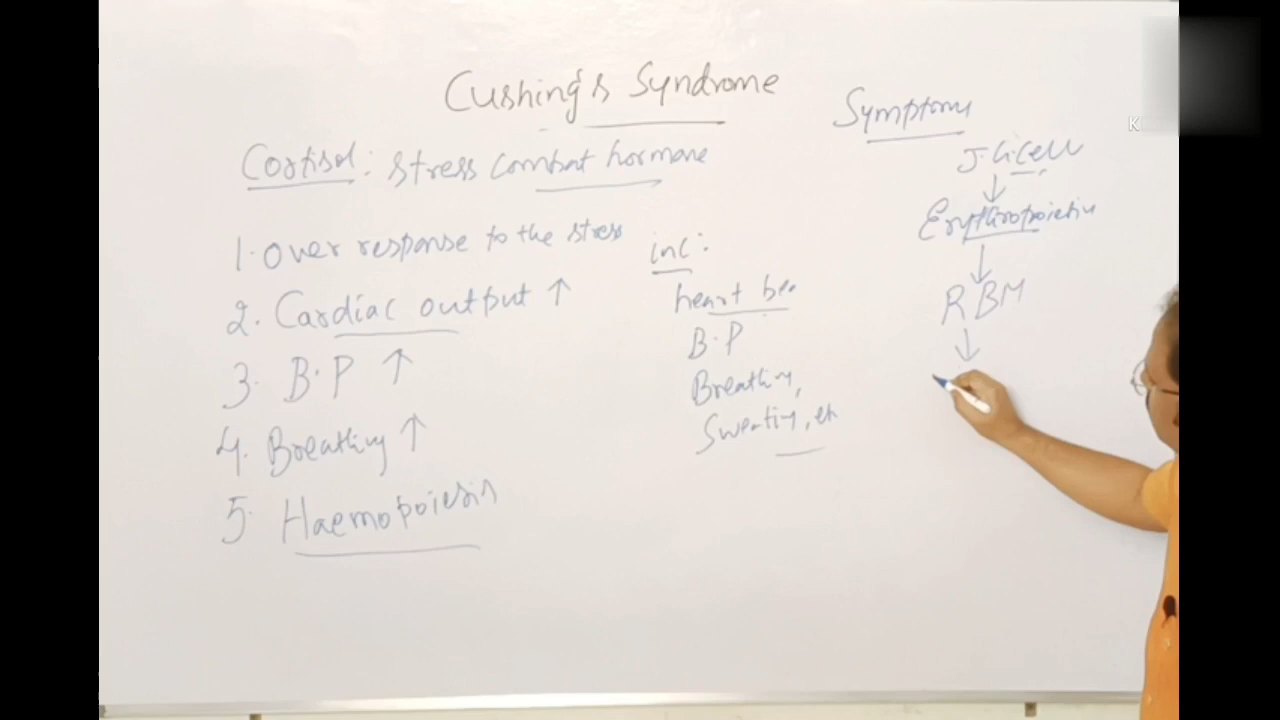 Cushing's Syndrome
Cortisol: stress combat hormone
1. Over response to the stress
2. Cardiac output ↑
3. B.P ↑
4. Breathing ↑
5. Haemopoiesis
inc:
heart bea
B.P
Breathing,
Sweating, etc
Symptoms
J.G.Cell
↓
Erythropoietin
↓
RBM
↓
K